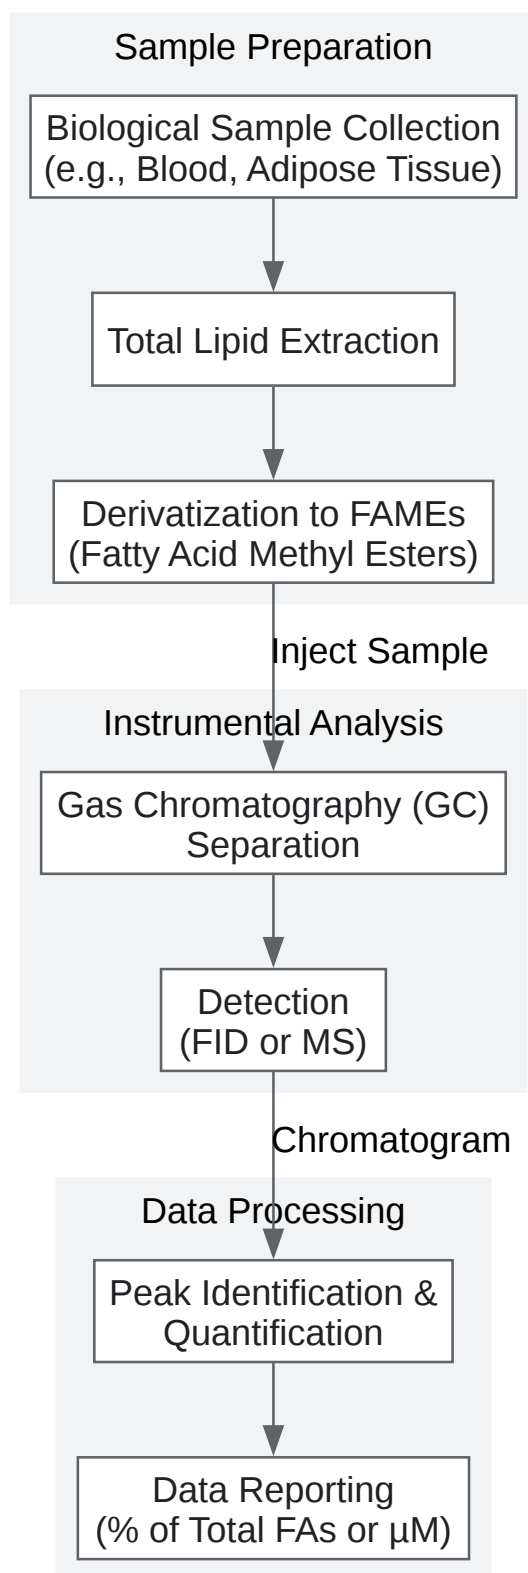 Sample Preparation
Biological Sample Collection
(e.g., Blood, Adipose Tissue)
Total Lipid Extraction
Derivatization to FAMEs
(Fatty Acid Methyl Esters)
Inject Sample
Instrumental Analysis
Gas Chromatography (GC)
Separation
Detection
(FID or MS)
Chromatogram
Data Processing
Peak Identification &
Quantification
Data Reporting
(% of Total FAs or µM)